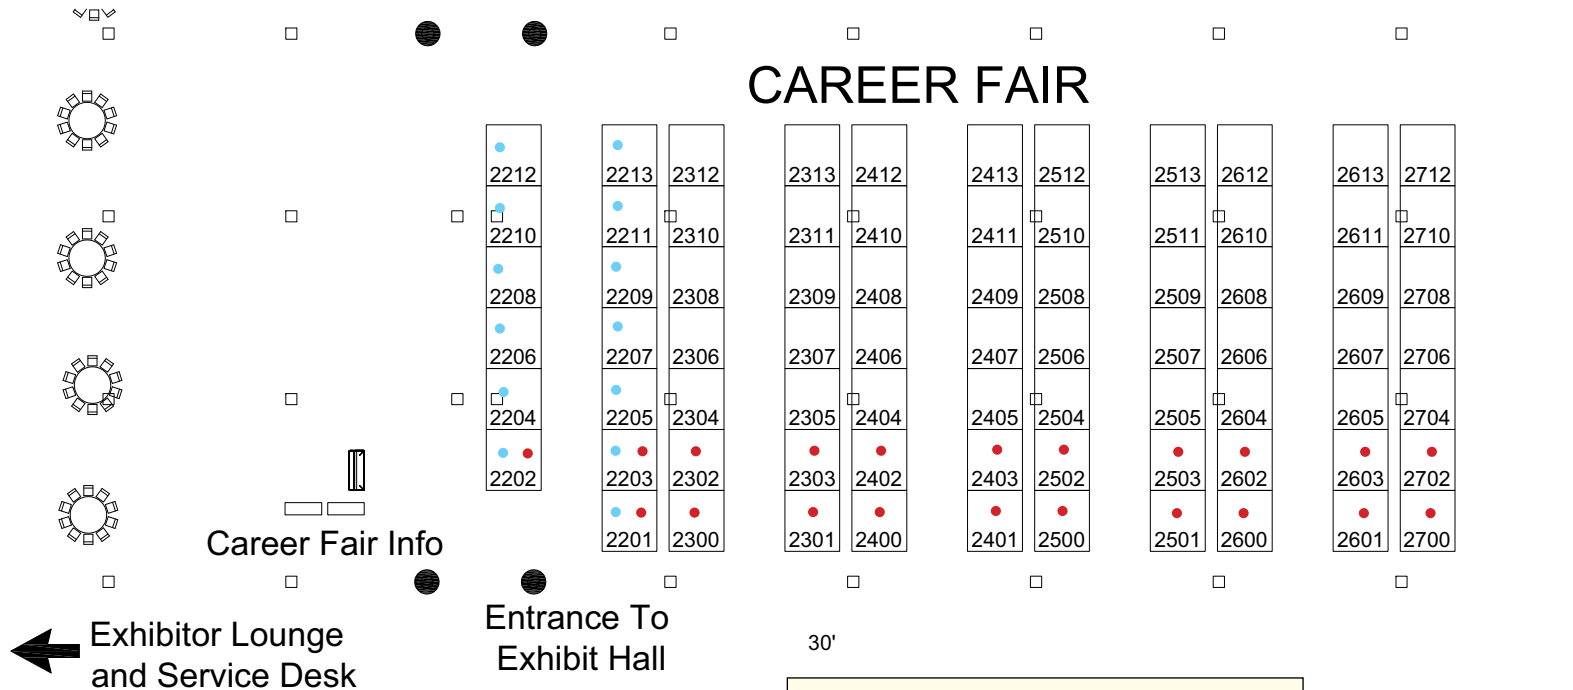 CAREER FAIR
2212 2213 2312 2313 2412 2413 2512 2513 2612 2613 2712
2210 2211 2310 2311 2410 2411 2510 2511 2610 2611 2710
2208 2209 2308 2309 2408 2409 2508 2509 2608 2609 2708
2206 2207 2306 2307 2406 2407 2506 2507 2606 2607 2706
2204 2205 2304 2305 2404 2405 2504 2505 2604 2605 2704
2202 2203 2302 2303 2402 2403 2502 2503 2602 2603 2702
2201 2300 2301 2400 2401 2500 2501 2600 2601 2700
Career Fair Info
Entrance To
Exhibit Hall
Exhibitor Lounge
and Service Desk
30'